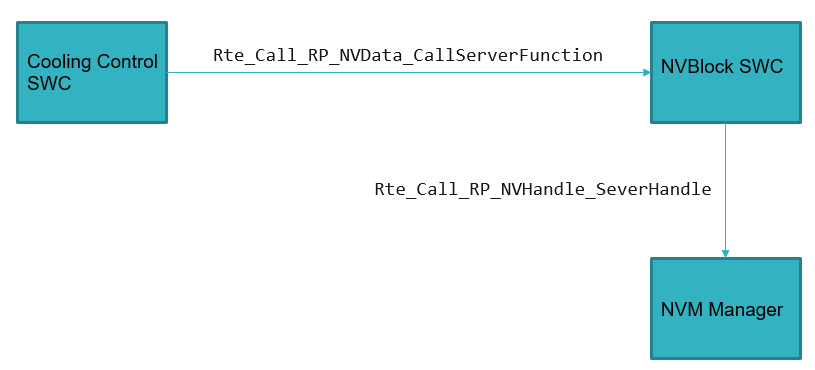 Rte_Call_RP_NVData_CallServerFunction
Cooling Control
SWC
NVBlock SWC
Rte_Call_RP_NVHandle_SeverHandle
NVM Manager